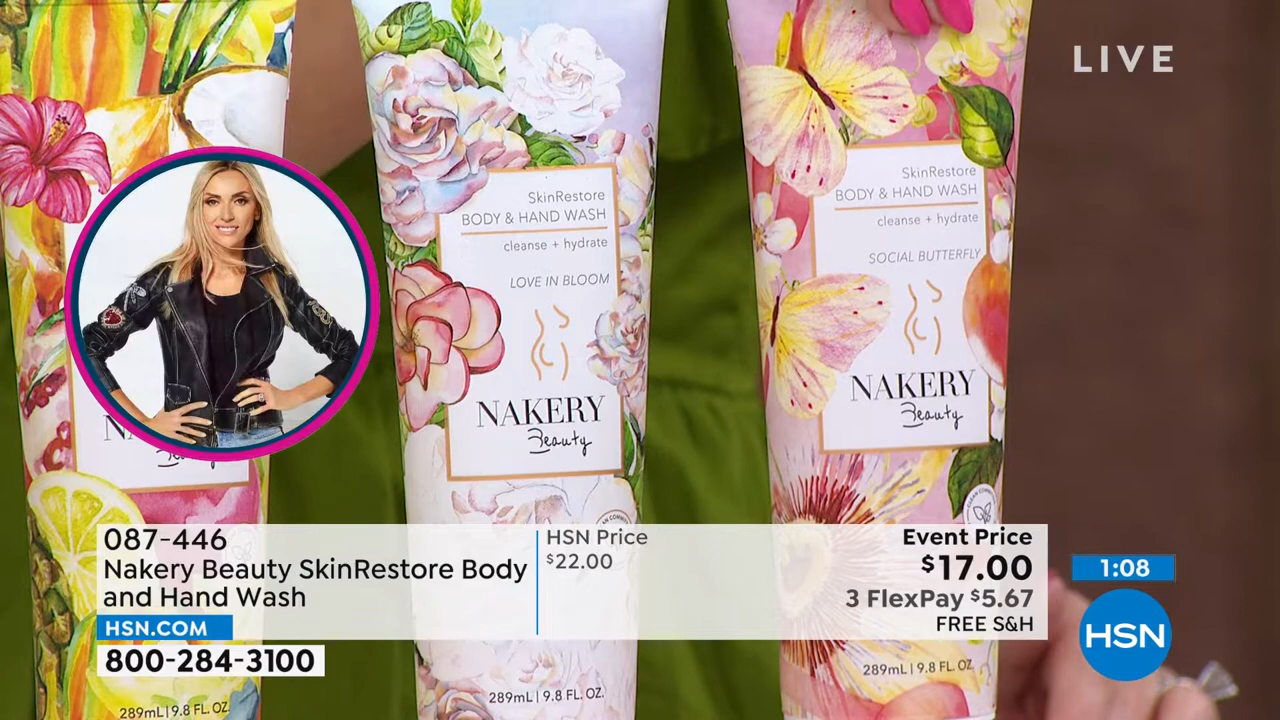 LIVE
SkinRestore
BODY & HAND WASH
cleanse + hydrate
LOVE IN BLOOM
NAKERY
Beauty
289mL | 9.8 FL. OZ.
SkinRestore
BODY & HAND WASH
cleanse + hydrate
SOCIAL BUTTERFLY
NAKERY
Beauty
289mL | 9.8 FL. OZ.
289mL | 9.8 FL. OZ.
087-446
Nakery Beauty SkinRestore Body
and Hand Wash
HSN.COM
800-284-3100
HSN Price
$22.00
Event Price
$17.00
3 FlexPay $5.67
FREE S&H
1:08
HSN